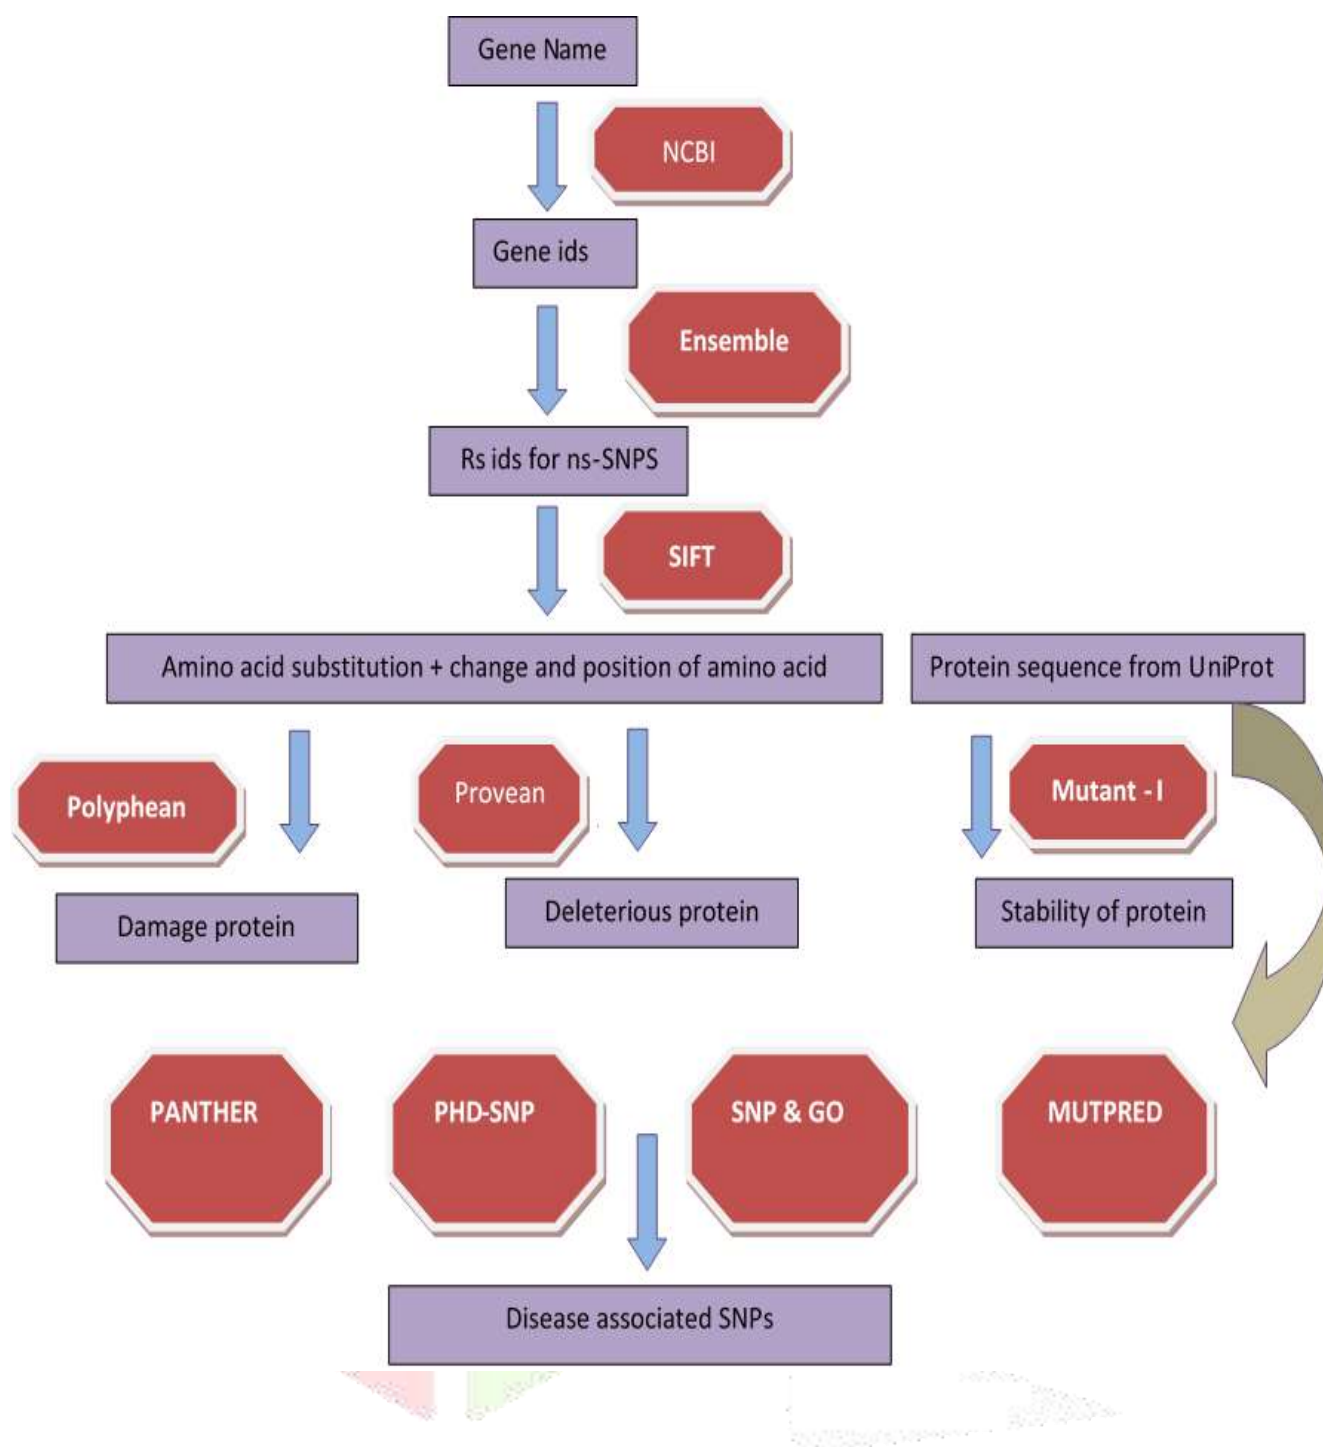 Gene Name
NCBI
Gene ids
Ensemble
Rs ids for ns-SNPS
SIFT
Amino acid substitution + change and position of amino acid
Protein sequence from UniProt
Polyphean
Provean
Mutant - I
Damage protein
Deleterious protein
Stability of protein
PANTHER
PHD-SNP
SNP & GO
MUTPRED
Disease associated SNPs